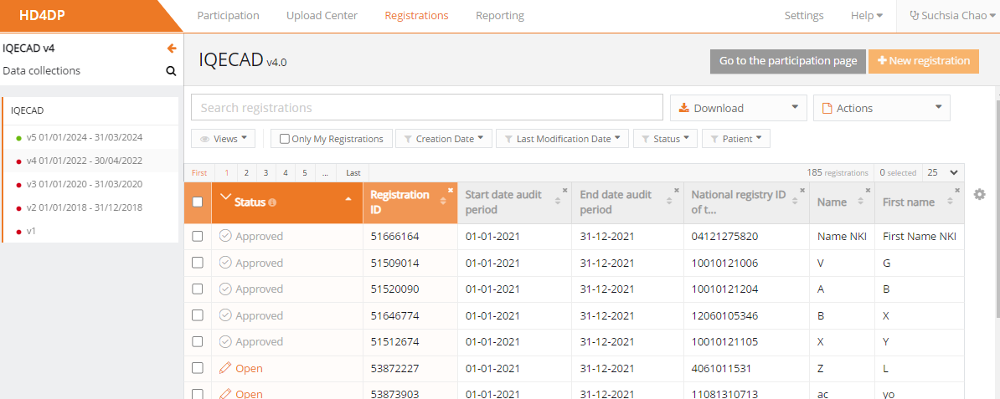 HD4DP
Participation Upload Center Registrations Reporting Settings Help Suchsia Chao
IQECAD v4
Data collections
IQECAD
v5 01/01/2024 - 31/03/2024
v4 01/01/2022 - 30/04/2022
v3 01/01/2020 - 31/03/2020
v2 01/01/2018 - 31/12/2018
v1
IQECAD v4.0
Go to the participation page
+ New registration
Search registrations
Download
Actions
Views Only My Registrations Creation Date Last Modification Date Status Patient
First 1 2 3 4 5 ... Last 185 registrations 0 selected 25
Status Registration ID Start date audit period End date audit period National registry ID of t... Name First name
Approved 51666164 01-01-2021 31-12-2021 04121275820 Name NKI First Name NKI
Approved 51509014 01-01-2021 31-12-2021 10010121006 V G
Approved 51520090 01-01-2021 31-12-2021 10010121204 A B
Approved 51646774 01-01-2021 31-12-2021 12060105346 B X
Approved 51512674 01-01-2021 31-12-2021 10010121105 X Y
Open 53872227 01-01-2021 31-12-2021 4061011531 Z L
Open 53873903 01-01-2021 31-12-2021 11081310713 ac yo